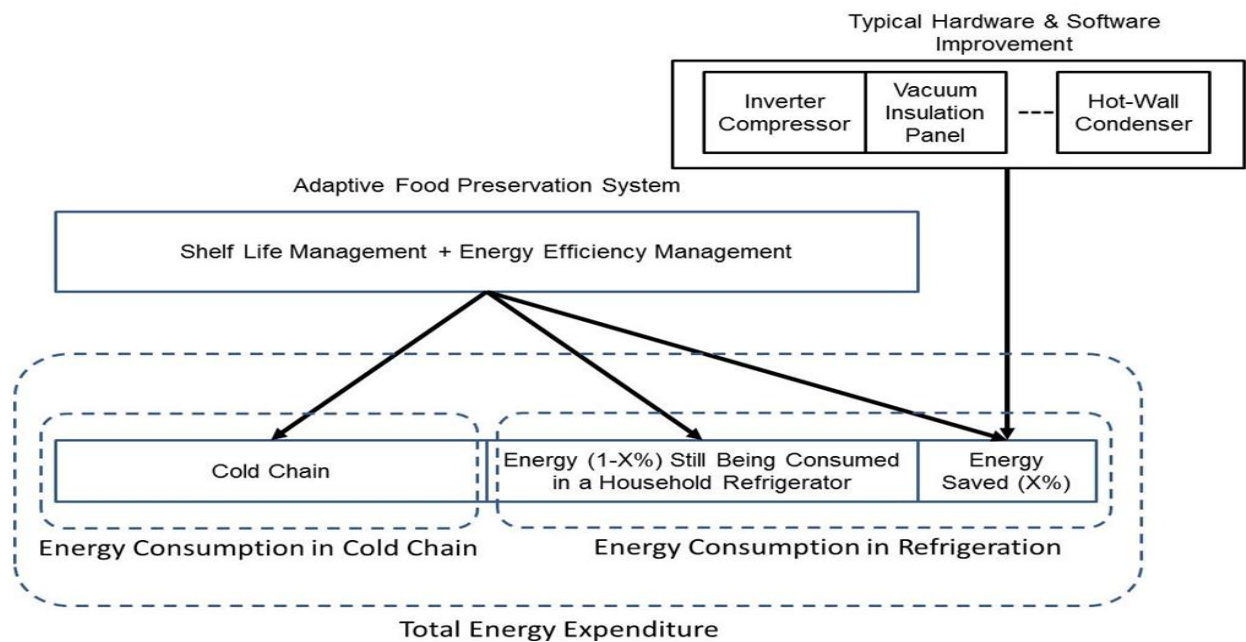 Typical Hardware & Software
Improvement
Inverter
Compressor
Vacuum
Insulation
Panel
Hot-Wall
Condenser
Adaptive Food Preservation System
Shelf Life Management + Energy Efficiency Management
Cold Chain
Energy (1-X%) Still Being Consumed
in a Household Refrigerator
Energy
Saved (X%)
Energy Consumption in Cold Chain
Energy Consumption in Refrigeration
Total Energy Expenditure